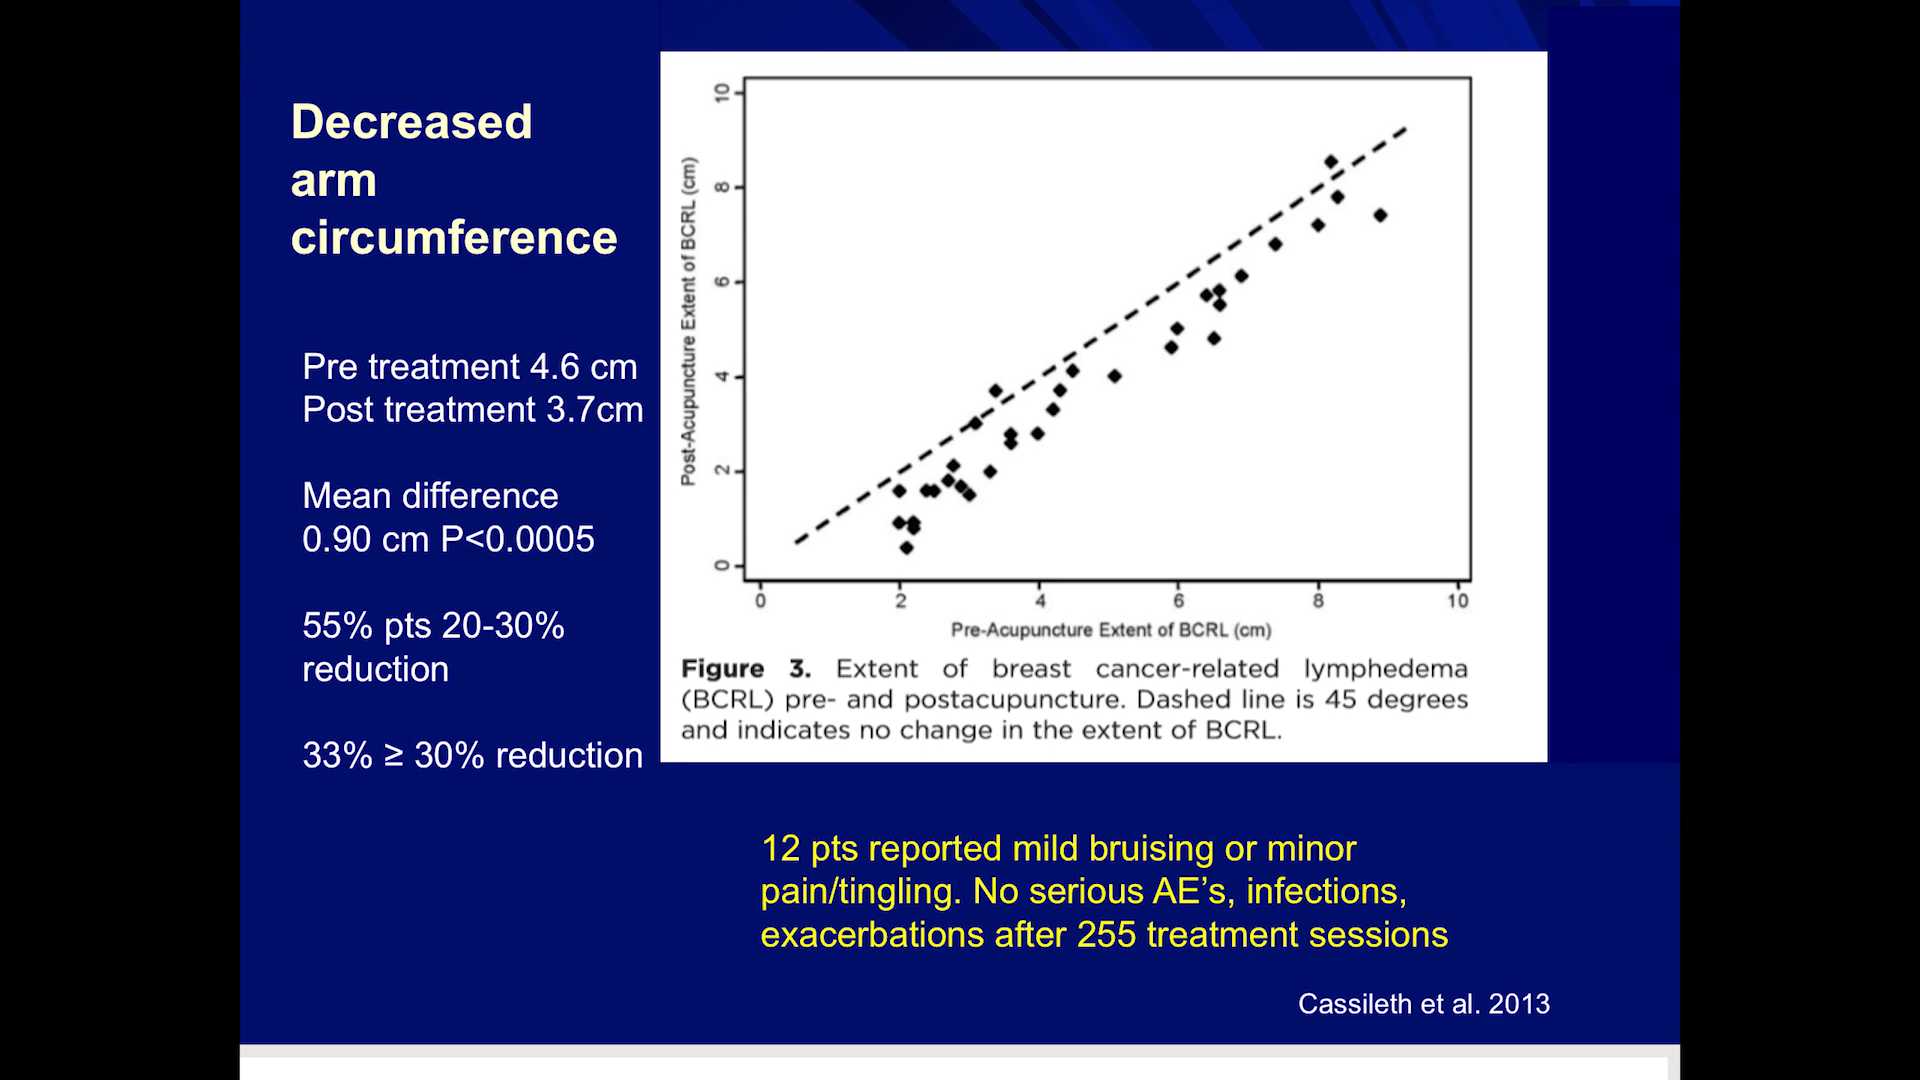 Decreased
arm
circumference
Pre treatment 4.6 cm
Post treatment 3.7cm
Mean difference
0.90 cm P<0.0005
55% pts 20-30%
reduction
33% ≥ 30% reduction
Post-Acupuncture Extent of BCRL (cm)
10
8
6
4
2
0
0 2 4 6 8 10
Pre-Acupuncture Extent of BCRL (cm)
Figure 3. Extent of breast cancer-related lymphedema
(BCRL) pre- and postacupuncture. Dashed line is 45 degrees
and indicates no change in the extent of BCRL.
12 pts reported mild bruising or minor
pain/tingling. No serious AE’s, infections,
exacerbations after 255 treatment sessions
Cassileth et al. 2013